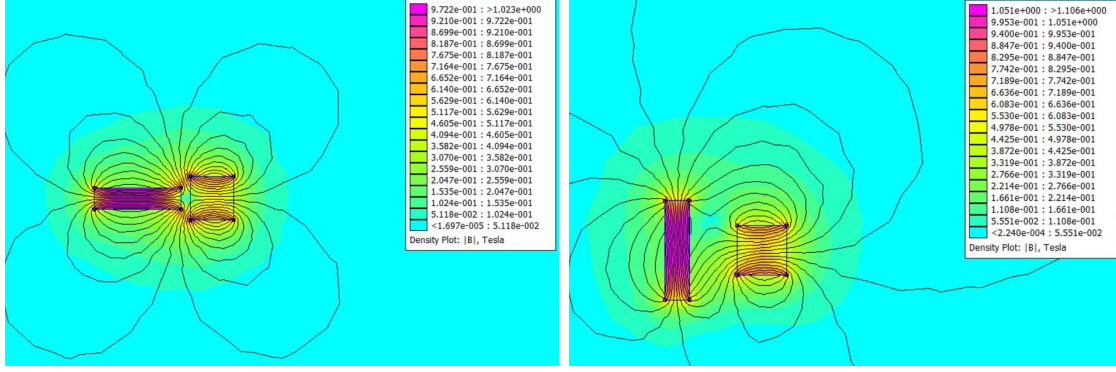 9.722e-001 : >1.023e+000
9.210e-001 : 9.722e-001
8.699e-001 : 9.210e-001
8.187e-001 : 8.699e-001
7.675e-001 : 8.187e-001
7.164e-001 : 7.675e-001
6.652e-001 : 7.164e-001
6.140e-001 : 6.652e-001
5.629e-001 : 6.140e-001
5.117e-001 : 5.629e-001
4.605e-001 : 5.117e-001
4.094e-001 : 4.605e-001
3.582e-001 : 4.094e-001
3.070e-001 : 3.582e-001
2.559e-001 : 3.070e-001
2.047e-001 : 2.559e-001
1.535e-001 : 2.047e-001
1.024e-001 : 1.535e-001
5.118e-002 : 1.024e-001
<1.697e-005 : 5.118e-002
Density Plot: |B|, Tesla
1.051e+000 : >1.106e+000
9.953e-001 : 1.051e+000
9.400e-001 : 9.953e-001
8.847e-001 : 9.400e-001
8.295e-001 : 8.847e-001
7.742e-001 : 8.295e-001
7.189e-001 : 7.742e-001
6.636e-001 : 7.189e-001
6.083e-001 : 6.636e-001
5.530e-001 : 6.083e-001
4.978e-001 : 5.530e-001
4.425e-001 : 4.978e-001
3.872e-001 : 4.425e-001
3.319e-001 : 3.872e-001
2.766e-001 : 3.319e-001
2.214e-001 : 2.766e-001
1.661e-001 : 2.214e-001
1.108e-001 : 1.661e-001
5.551e-002 : 1.108e-001
<2.240e-004 : 5.551e-002
Density Plot: |B|, Tesla